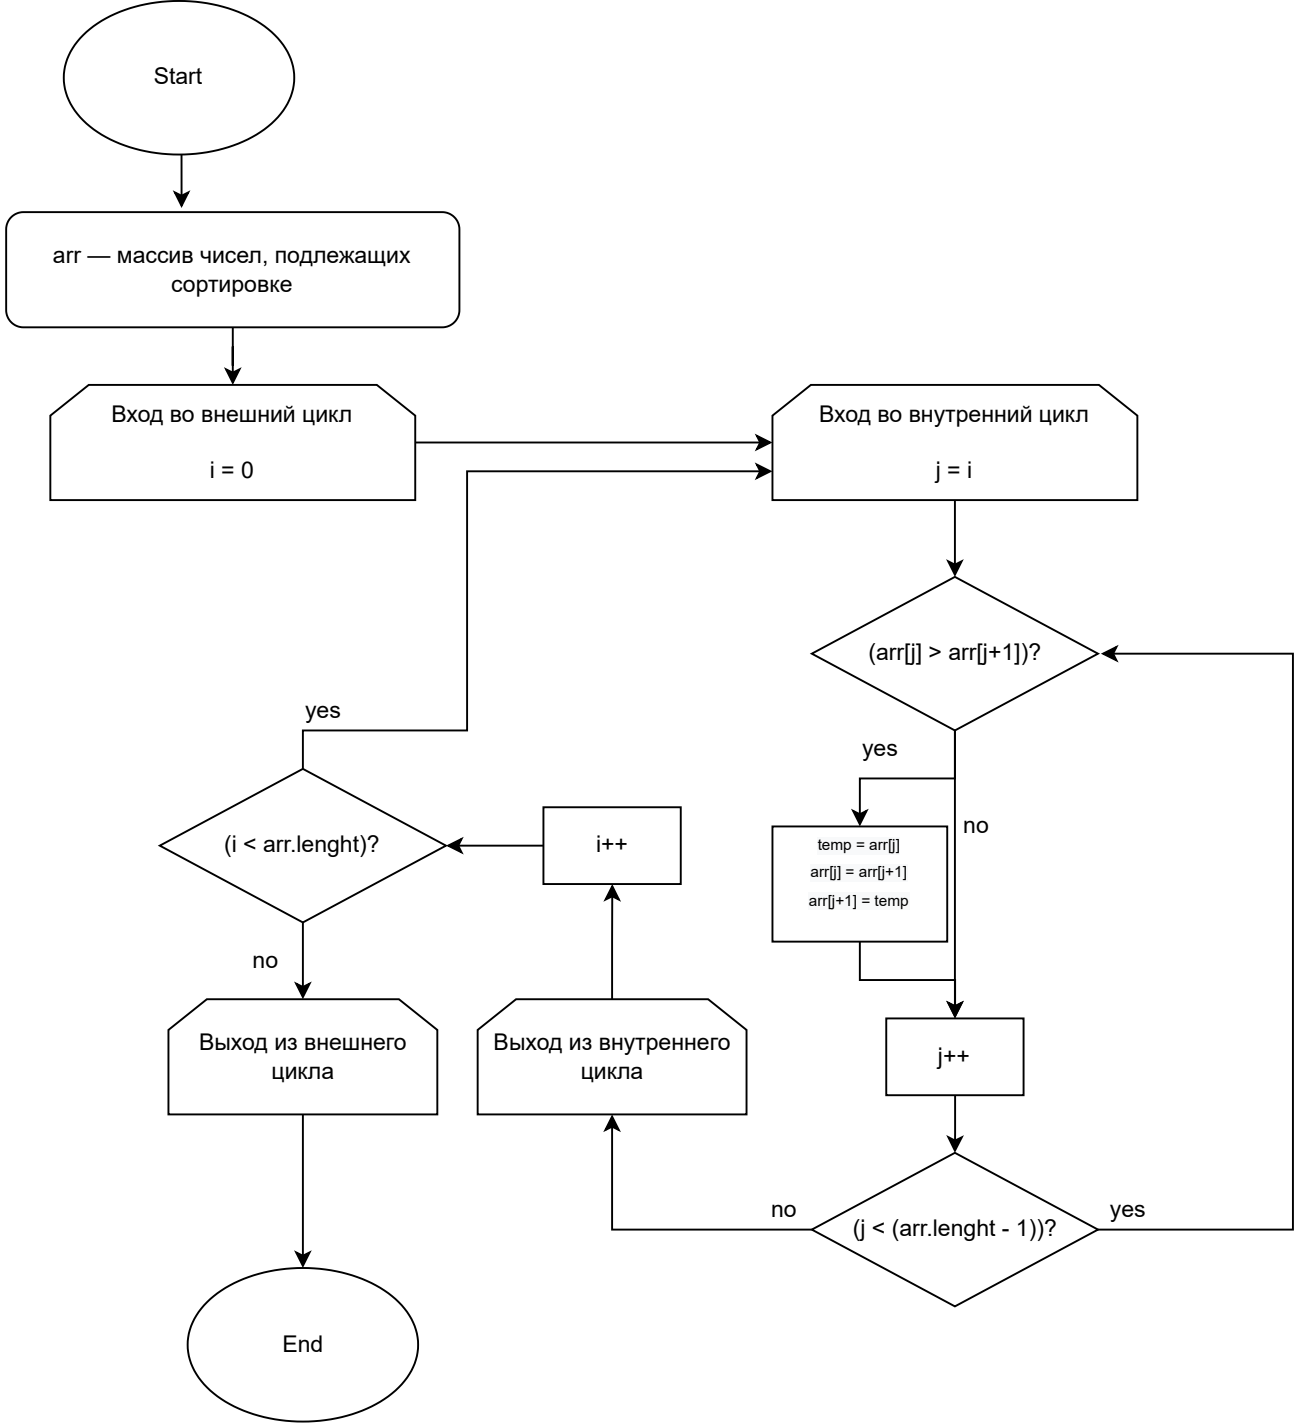 Start
arr — массив чисел, подлежащих
сортировке
Вход во внешний цикл
i = 0
Вход во внутренний цикл
j = i
(arr[j] > arr[j+1])?
yes
no
temp = arr[j]
arr[j] = arr[j+1]
arr[j+1] = temp
j++
(j < (arr.lenght - 1))?
yes
no
Выход из внутреннего
цикла
i++
(i < arr.lenght)?
yes
no
Выход из внешнего
цикла
End